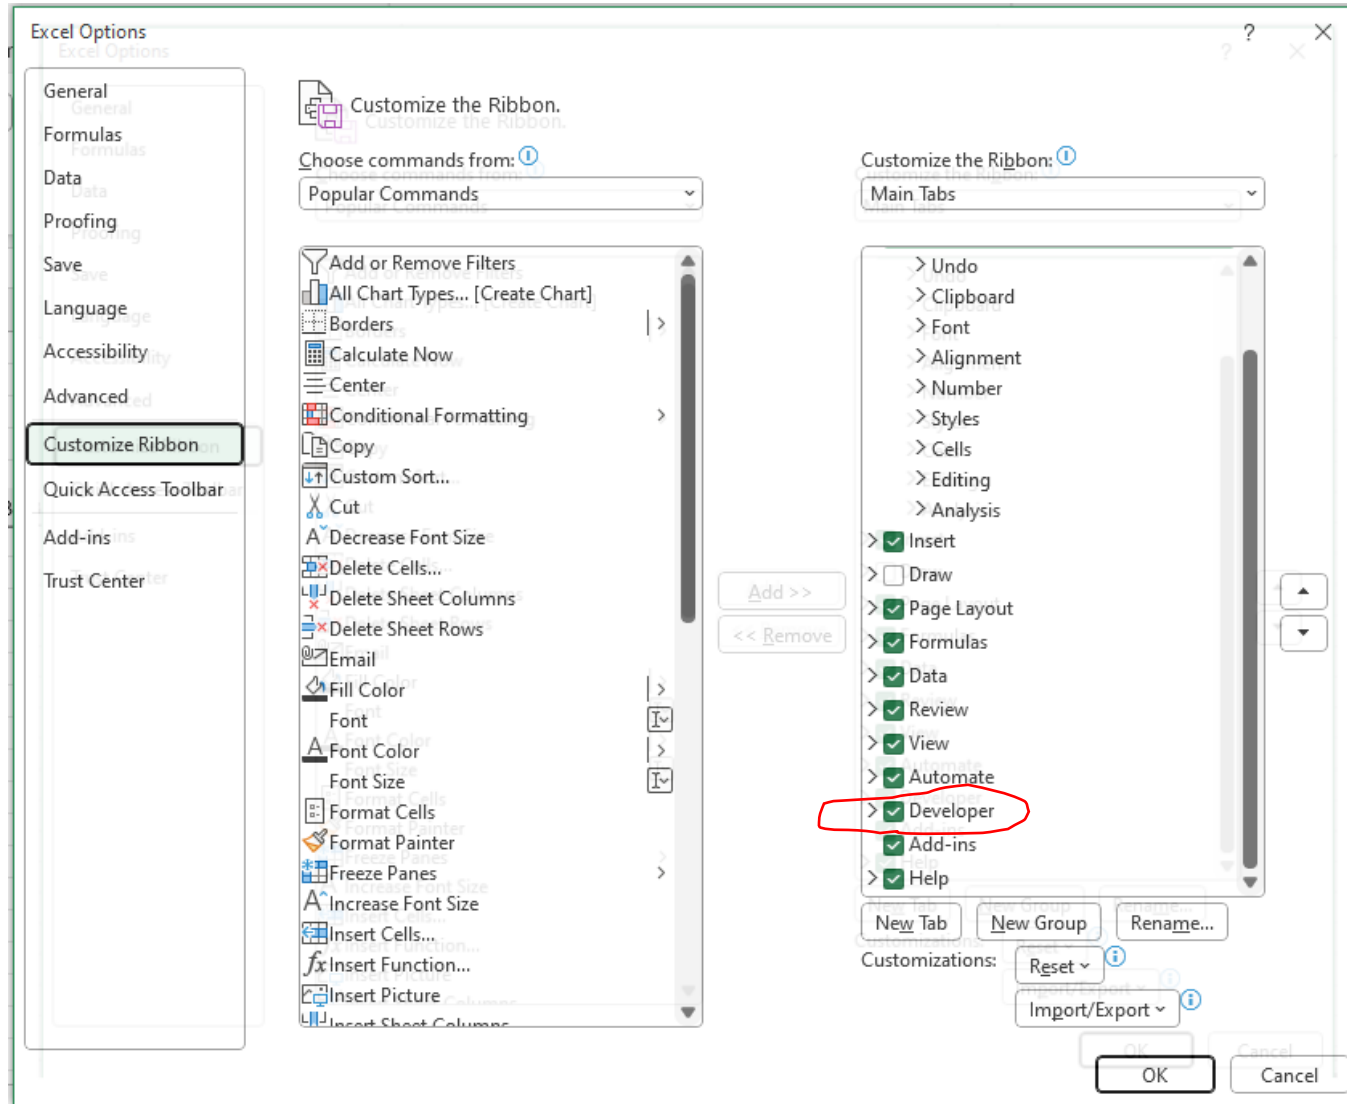 Excel Options
?
General
Formulas
Data
Proofing
Save
Language
Accessibility
Advanced
Customize Ribbon
Quick Access Toolbar
Add-ins
Trust Center
Customize the Ribbon.
Choose commands from:
Popular Commands
Add or Remove Filters
All Chart Types... [Create Chart]
Borders
Calculate Now
Center
Conditional Formatting
Copy
Custom Sort...
Cut
Decrease Font Size
Delete Cells...
Delete Sheet Columns
Delete Sheet Rows
Email
Fill Color
Font
Font Color
Font Size
Format Cells
Format Painter
Freeze Panes
Increase Font Size
Insert Cells...
Insert Function...
Insert Picture
Insert Sheet Columns
Add >>
<< Remove
Customize the Ribbon:
Main Tabs
Undo
Clipboard
Font
Alignment
Number
Styles
Cells
Editing
Analysis
Insert
Draw
Page Layout
Formulas
Data
Review
View
Automate
Developer
Add-ins
Help
New Tab
New Group
Rename...
Customizations:
Reset
Import/Export
OK
Cancel